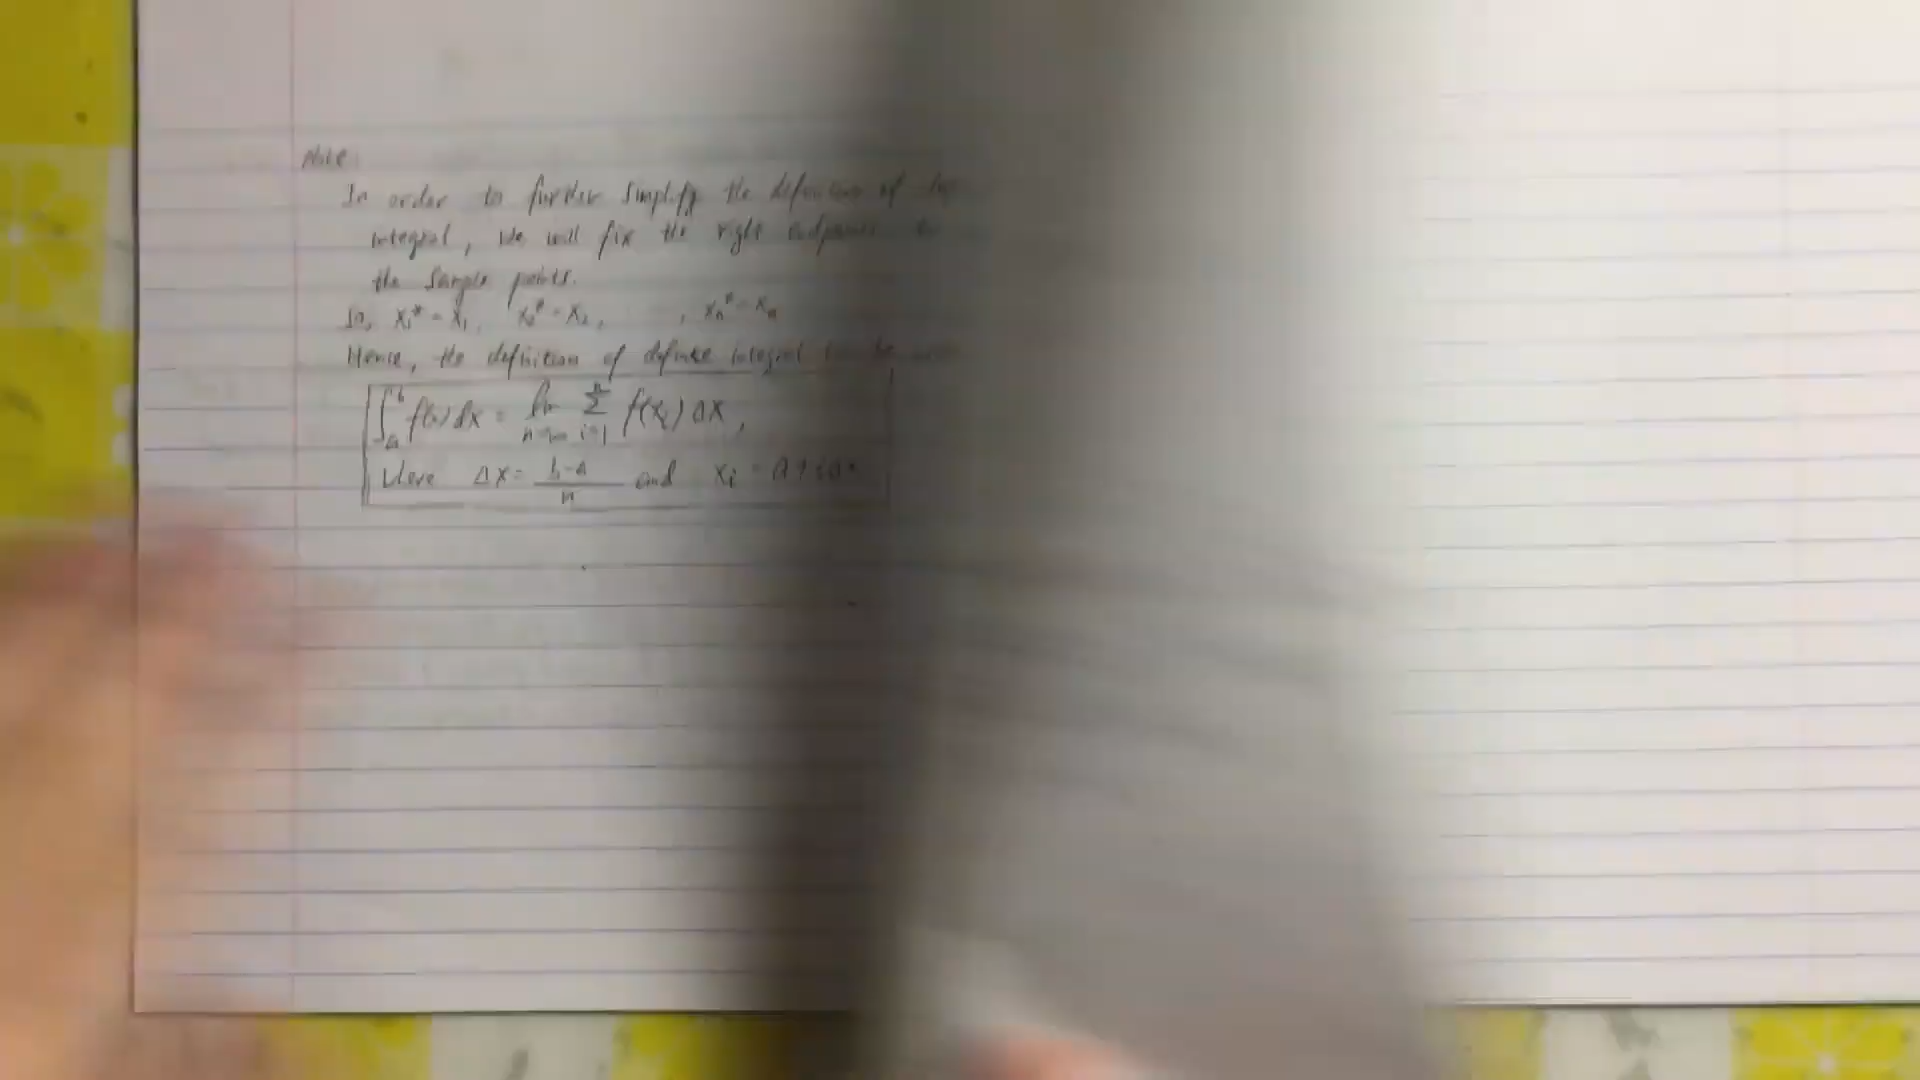 Note:
In order to further simplify the definition of
integral, we will fix the right endpoints to
the sample points.
So, x₁* = x₁, x₂* = x₂, , xₙ* = xₙ
Hence, the definition of definite integral
∫ₐᵇ f(x) dx = lim n→∞ Σ i=1 n f(xᵢ) Δx,
Where Δx = (b-a)/n and xᵢ = a + iΔx